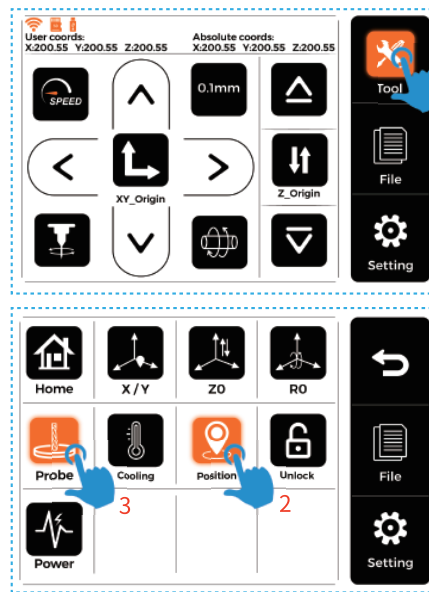 User coords:
X:200.55 Y:200.55 Z:200.55
Absolute coords:
X:200.55 Y:200.55 Z:200.55
SPEED
0.1mm
XY_Origin
Z_Origin
Tool
File
Setting
Home
X / Y
Z0
R0
Probe
Cooling
Position
Unlock
3
2
Power
File
Setting